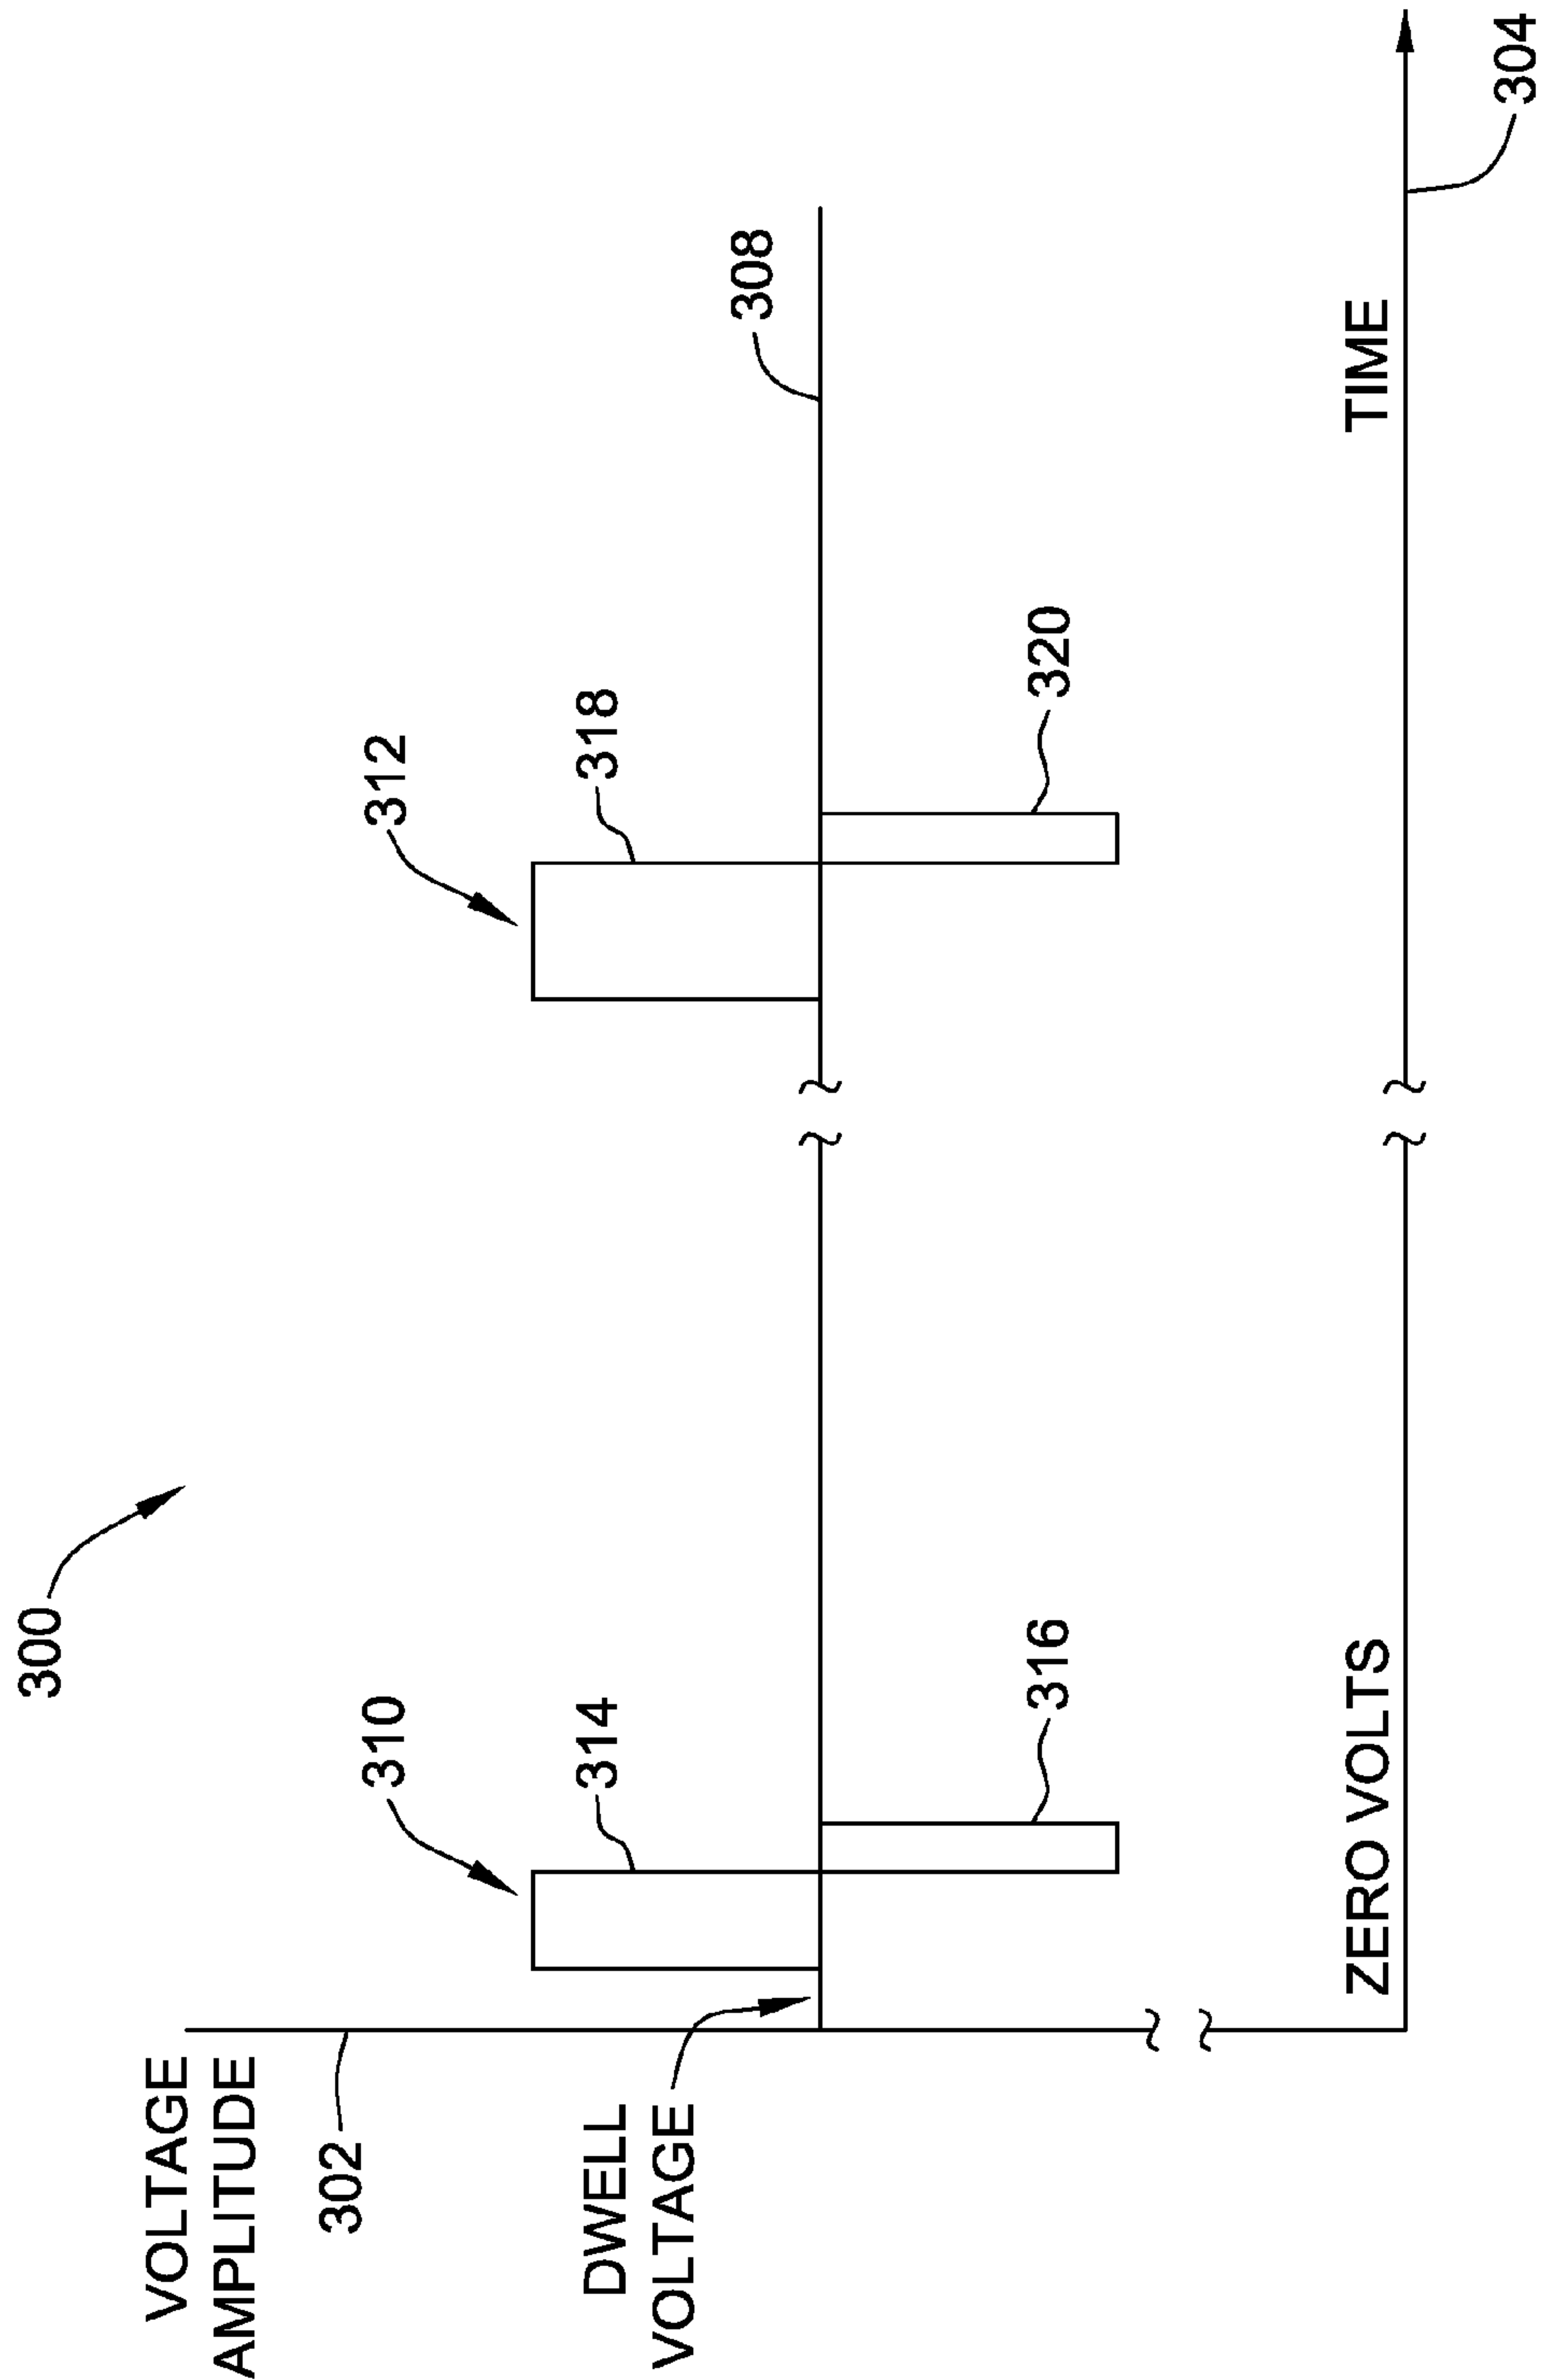 300
VOLTAGE
AMPLITUDE
302
310
312
314
318
DWELL
VOLTAGE
308
316
320
ZERO VOLTS
TIME
304